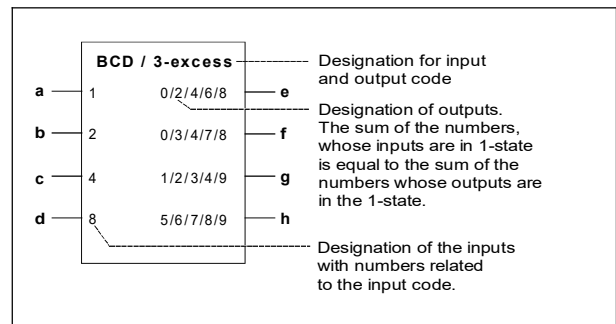 BCD / 3-excess
Designation for input
and output code
a 1 0/2/4/6/8 e
Designation of outputs.
The sum of the numbers,
whose inputs are in 1-state
is equal to the sum of the
numbers whose outputs are
in the 1-state.
b 2 0/3/4/7/8 f
c 4 1/2/3/4/9 g
d 8 5/6/7/8/9 h
Designation of the inputs
with numbers related
to the input code.